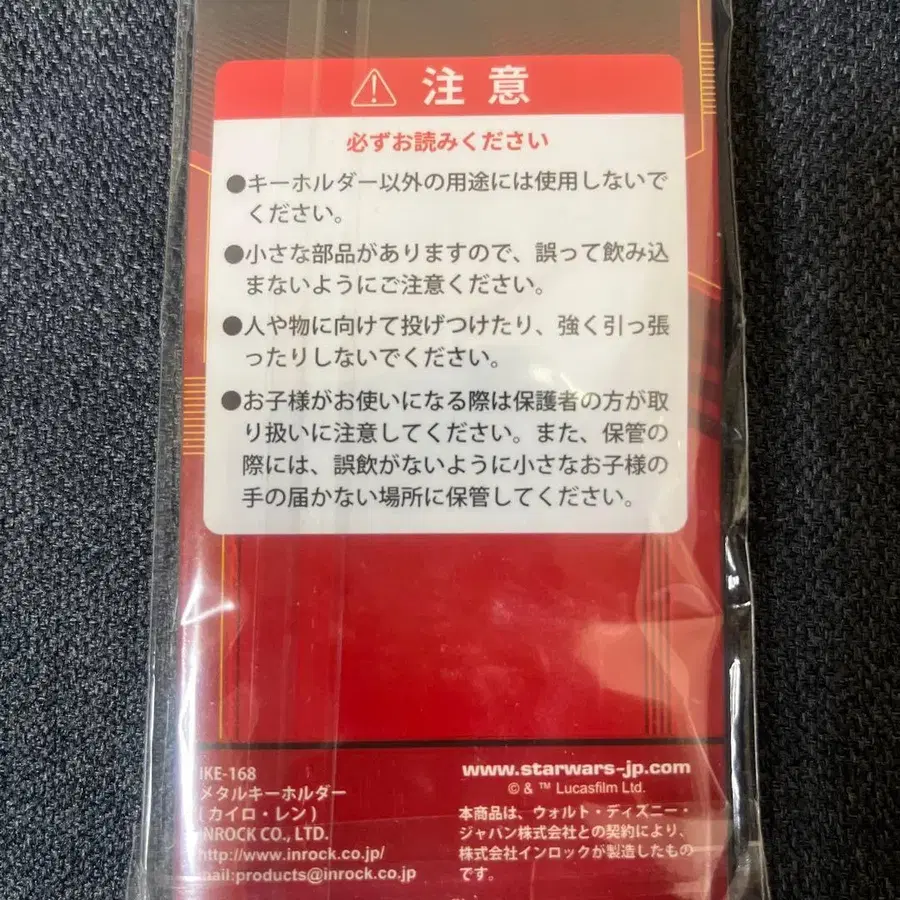 注意
必ずお読みください
●キーホルダー以外の用途には使用しないで
ください。
●小さな部品がありますので、誤って飲み込
まないようにご注意ください。
●人や物に向けて投げつけたり、強く引っ張
ったりしないでください。
●お子様がお使いになる際は保護者の方が取
り扱いに注意してください。また、保管の
際には、誤飲がないように小さなお子様の
手の届かない場所に保管してください。
IKE-168
メタルキーホルダー
(カイロ・レン)
INROCK CO., LTD.
http://www.inrock.co.jp/
mail:products@inrock.co.jp
www.starwars-jp.com
© & ™ Lucasfilm Ltd.
本商品は、ウォルト・ディズニー・
ジャパン株式会社との契約により、
株式会社インロックが製造したもの
です。